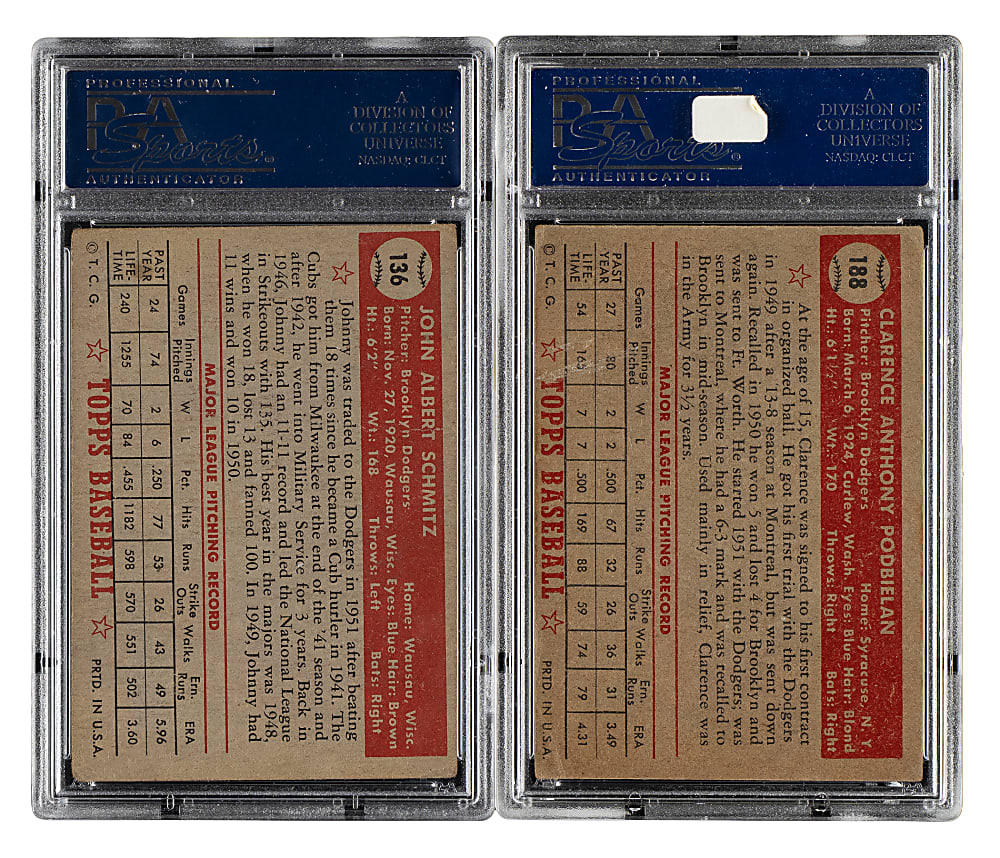 PROFESSIONAL
PSA
Sports®
AUTHENTICATOR
A
DIVISION OF
COLLECTORS
UNIVERSE
NASDAQ: CLCT
136
JOHN ALBERT SCHMITZ
Pitcher: Brooklyn Dodgers Home: Wausau, Wisc.
Born: Nov. 27, 1920, Wausau, Wisc. Eyes: Blue Hair: Brown
Ht.: 6'2" Wt.: 168 Throws: Left Bats: Right
Johnny was traded to the Dodgers in 1951 after beating
them 18 times since he became a Cub hurler in 1941. The
Cubs got him from Milwaukee at the end of the '41 season and
after 1942, he went into Military Service for 3 years. Back in
1946, Johnny had an 11-11 record and led the National League
in Strikeouts with 135. His best year in the majors was 1948,
when he won 18, lost 13 and fanned 100. In 1949, Johnny had
11 wins and won 10 in 1950.
MAJOR LEAGUE PITCHING RECORD
Games Innings Pitched W L Pct. Hits Runs Strike Outs Walks Ern. Runs ERA
PAST YEAR 24 74 2 6 .250 77 53 26 43 49 5.96
LIFE-TIME 240 1255 70 84 .455 1182 598 570 551 502 3.60
© T. C. G. TOPPS BASEBALL PRTD. IN U.S.A.
PROFESSIONAL
PSA
Sports®
AUTHENTICATOR
A
DIVISION OF
COLLECTORS
UNIVERSE
NASDAQ: CLCT
188
CLARENCE ANTHONY PODBIELAN
Pitcher: Brooklyn Dodgers Home: Syracuse, N. Y.
Born: March 6, 1924, Curlew, Wash. Eyes: Blue Hair: Blond
Ht.: 6'1½" Wt.: 170 Throws: Right Bats: Right
At the age of 15, Clarence was signed to his first contract
in organized ball. He got his first trial with the Dodgers
in 1949 after a 13-8 season at Montreal, but was sent down
again. Recalled in 1950 he won 5 and lost 4 for Brooklyn and
was sent to Ft. Worth. He started 1951 with the Dodgers; was
sent to Montreal, where he had a 6-3 mark and was recalled to
Brooklyn in mid-season. Used mainly in relief, Clarence was
in the Army for 3½ years.
MAJOR LEAGUE PITCHING RECORD
Games Innings Pitched W L Pct. Hits Runs Strike Outs Walks Ern. Runs ERA
PAST YEAR 27 80 2 2 .500 67 32 26 36 31 3.49
LIFE-TIME 54 165 7 7 .500 169 88 59 74 79 4.31
© T. C. G. TOPPS BASEBALL PRTD. IN U.S.A.